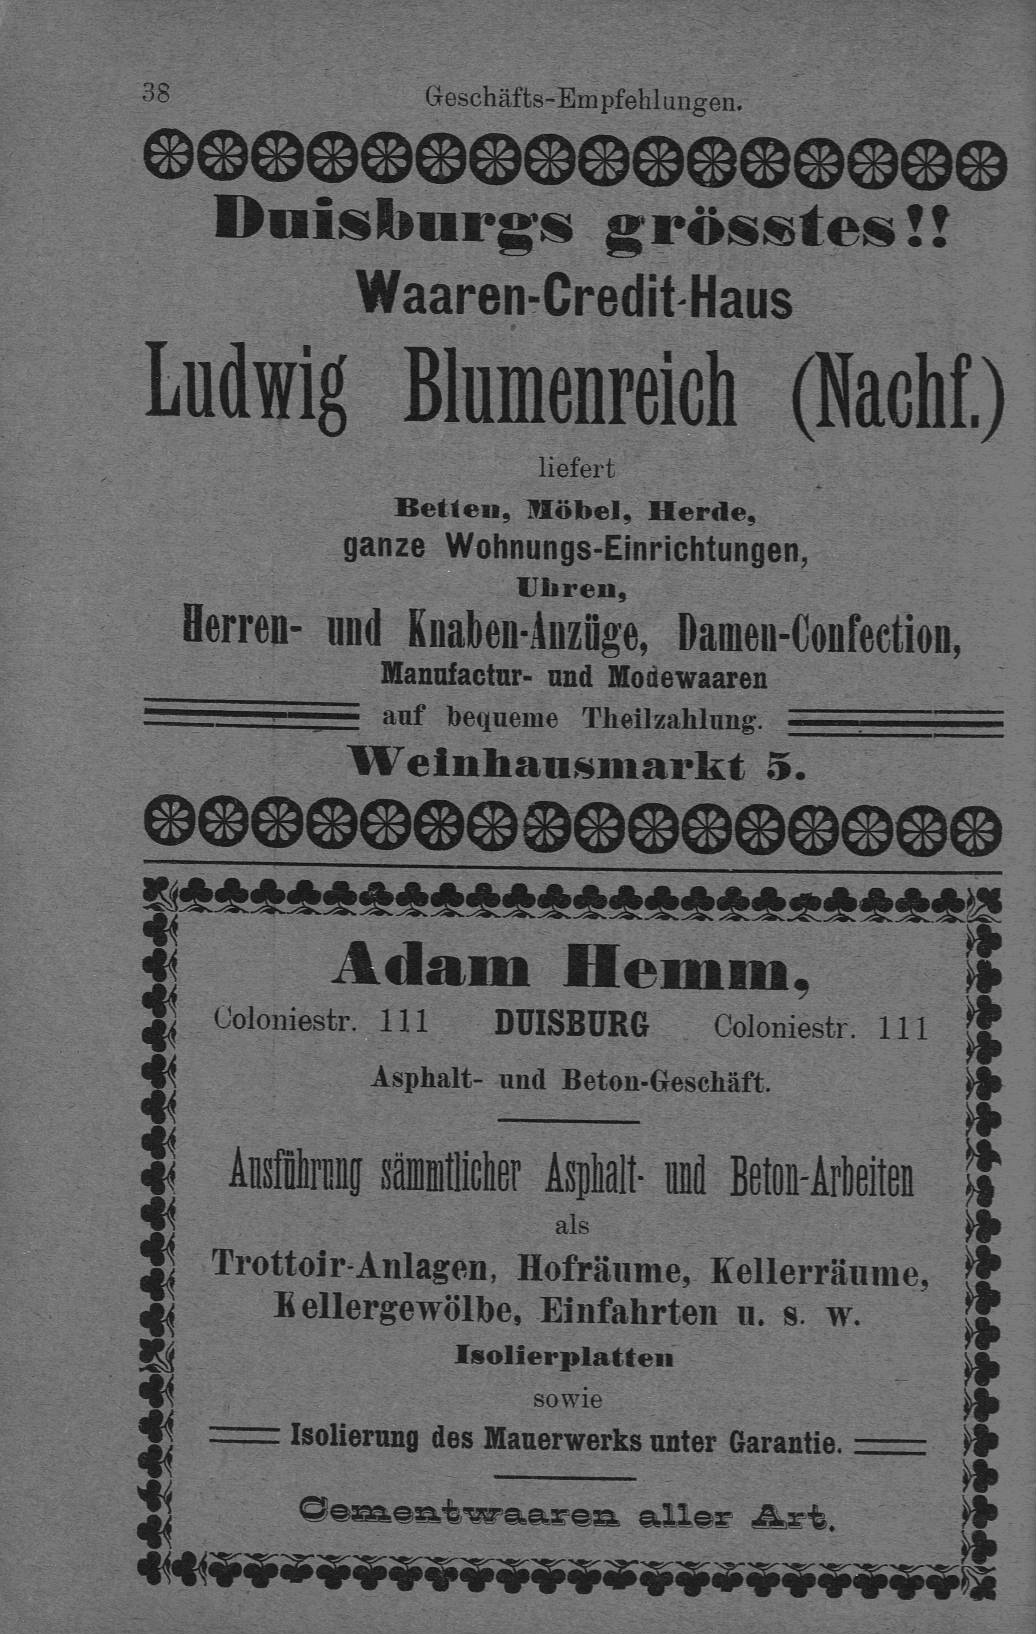 38
Geschäfts-Empfehlungen.
Duisburgs grösstes!!
Waaren-Credit-Haus
Ludwig Blumenreich (Nachf.)
liefert
Betten, Möbel, Herde,
ganze Wohnungs-Einrichtungen,
Uhren,
Herren- und Knaben-Anzüge, Damen-Confection,
Manufactur- und Modewaaren
auf bequeme Theilzahlung.
Weinhausmarkt 5.
Adam Hemm,
Coloniestr. 111 DUISBURG Coloniestr. 111
Asphalt- und Beton-Geschäft.
Ausführung sämmtlicher Asphalt- und Beton-Arbeiten
als
Trottoir-Anlagen, Hofräume, Kellerräume,
Kellergewölbe, Einfahrten u. s. w.
Isolierplatten
sowie
Isolierung des Mauerwerks unter Garantie.
Cementwaaren aller Art.